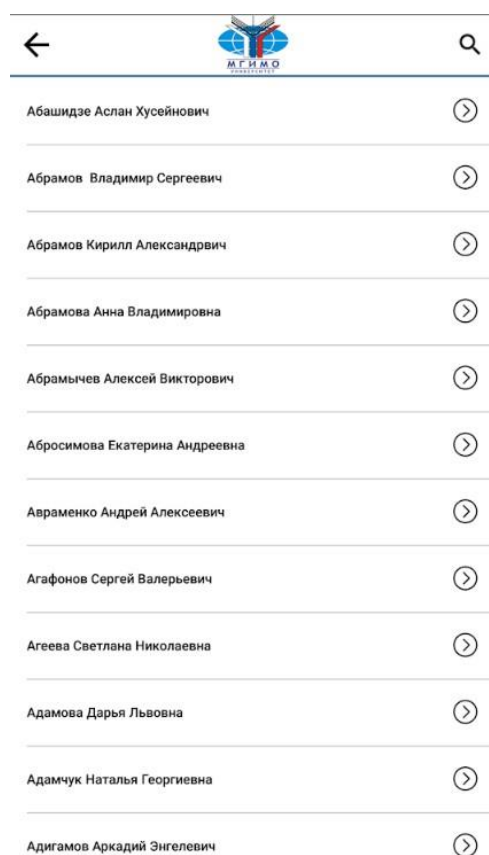 МГИМО
УНИВЕРСИТЕТ
Абашидзе Аслан Хусейнович
Абрамов  Владимир Сергеевич
Абрамов Кирилл Александрвич
Абрамова Анна Владимировна
Абрамычев Алексей Викторович
Абросимова Екатерина Андреевна
Авраменко Андрей Алексеевич
Агафонов Сергей Валерьевич
Агеева Светлана Николаевна
Адамова Дарья Львовна
Адамчук Наталья Георгиевна
Адигамов Аркадий Энгелевич